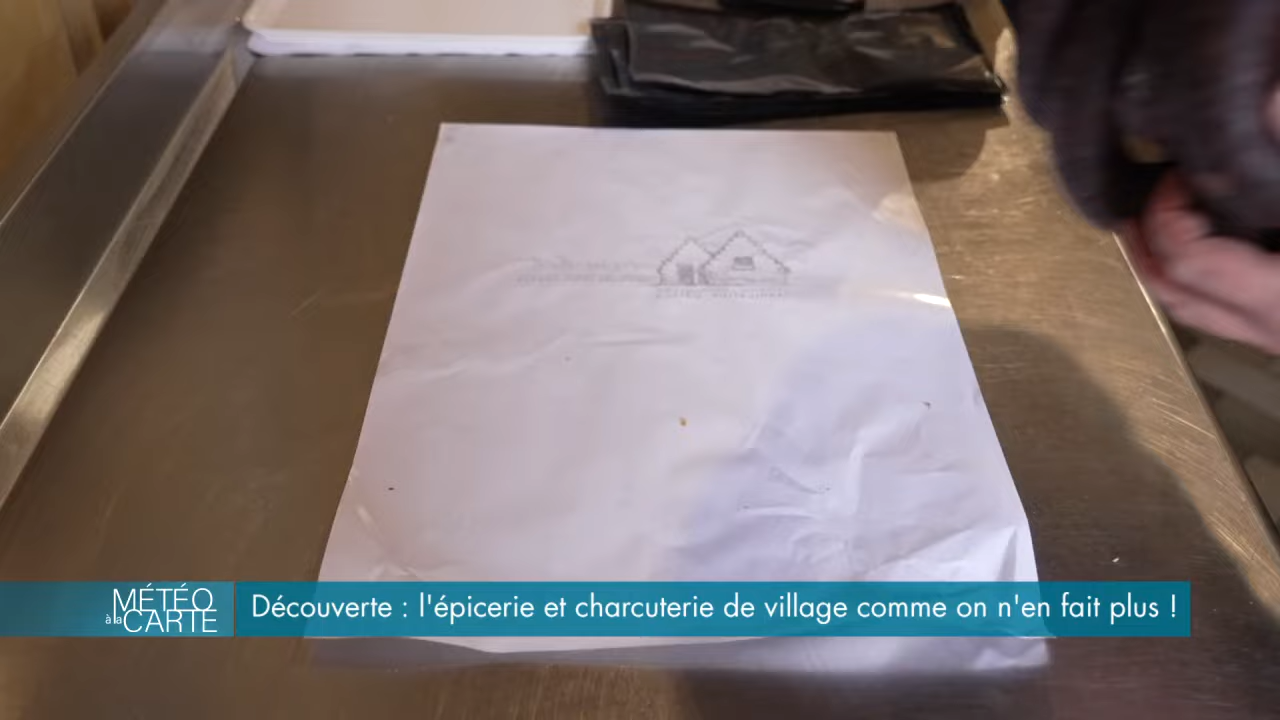 MÉTÉO
à la CARTE
Découverte : l'épicerie et charcuterie de village comme on n'en fait plus !